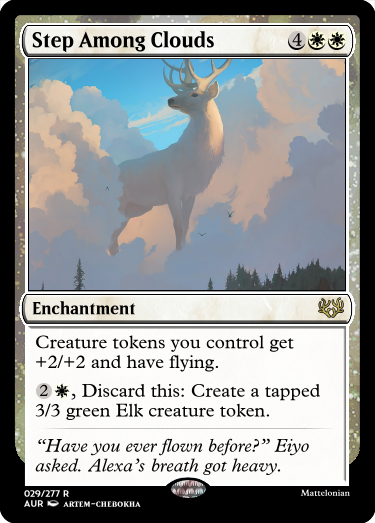 Step Among Clouds 4
Enchantment
Creature tokens you control get
+2/+2 and have flying.
2, Discard this: Create a tapped
3/3 green Elk creature token.
“Have you ever flown before?” Eiyo
asked. Alexa’s breath got heavy.
029/277 R
Mattelonian
AUR ARTEM-CHEBOKHA